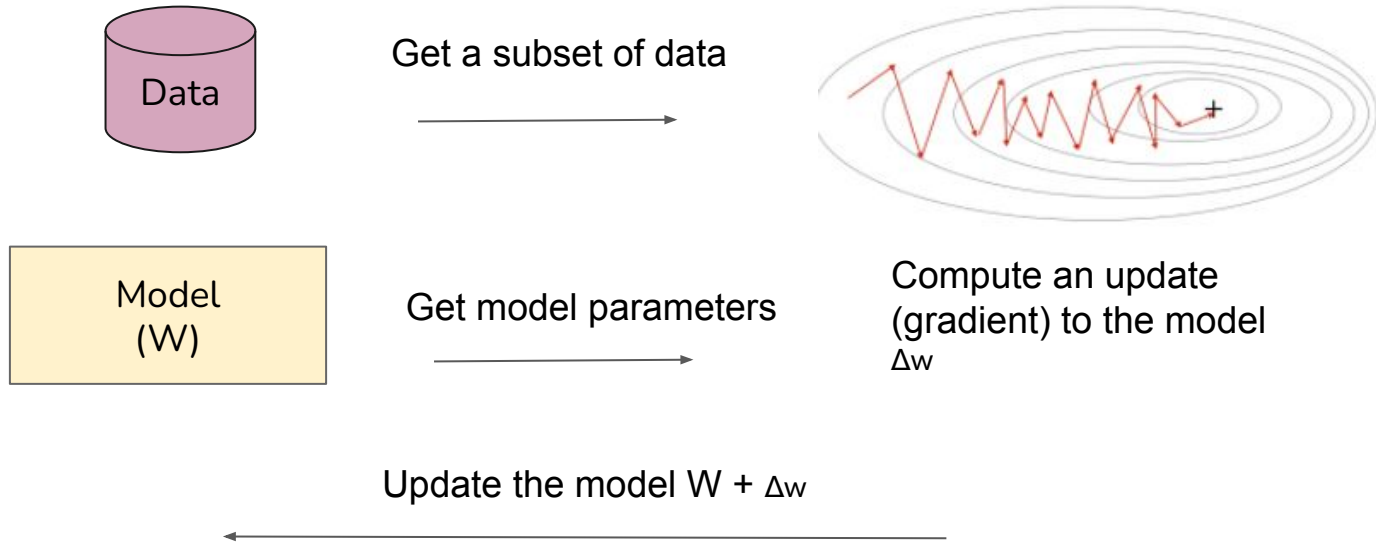 Data
Get a subset of data
Model
(W)
Get model parameters
Compute an update
(gradient) to the model
Δw
Update the model W + Δw